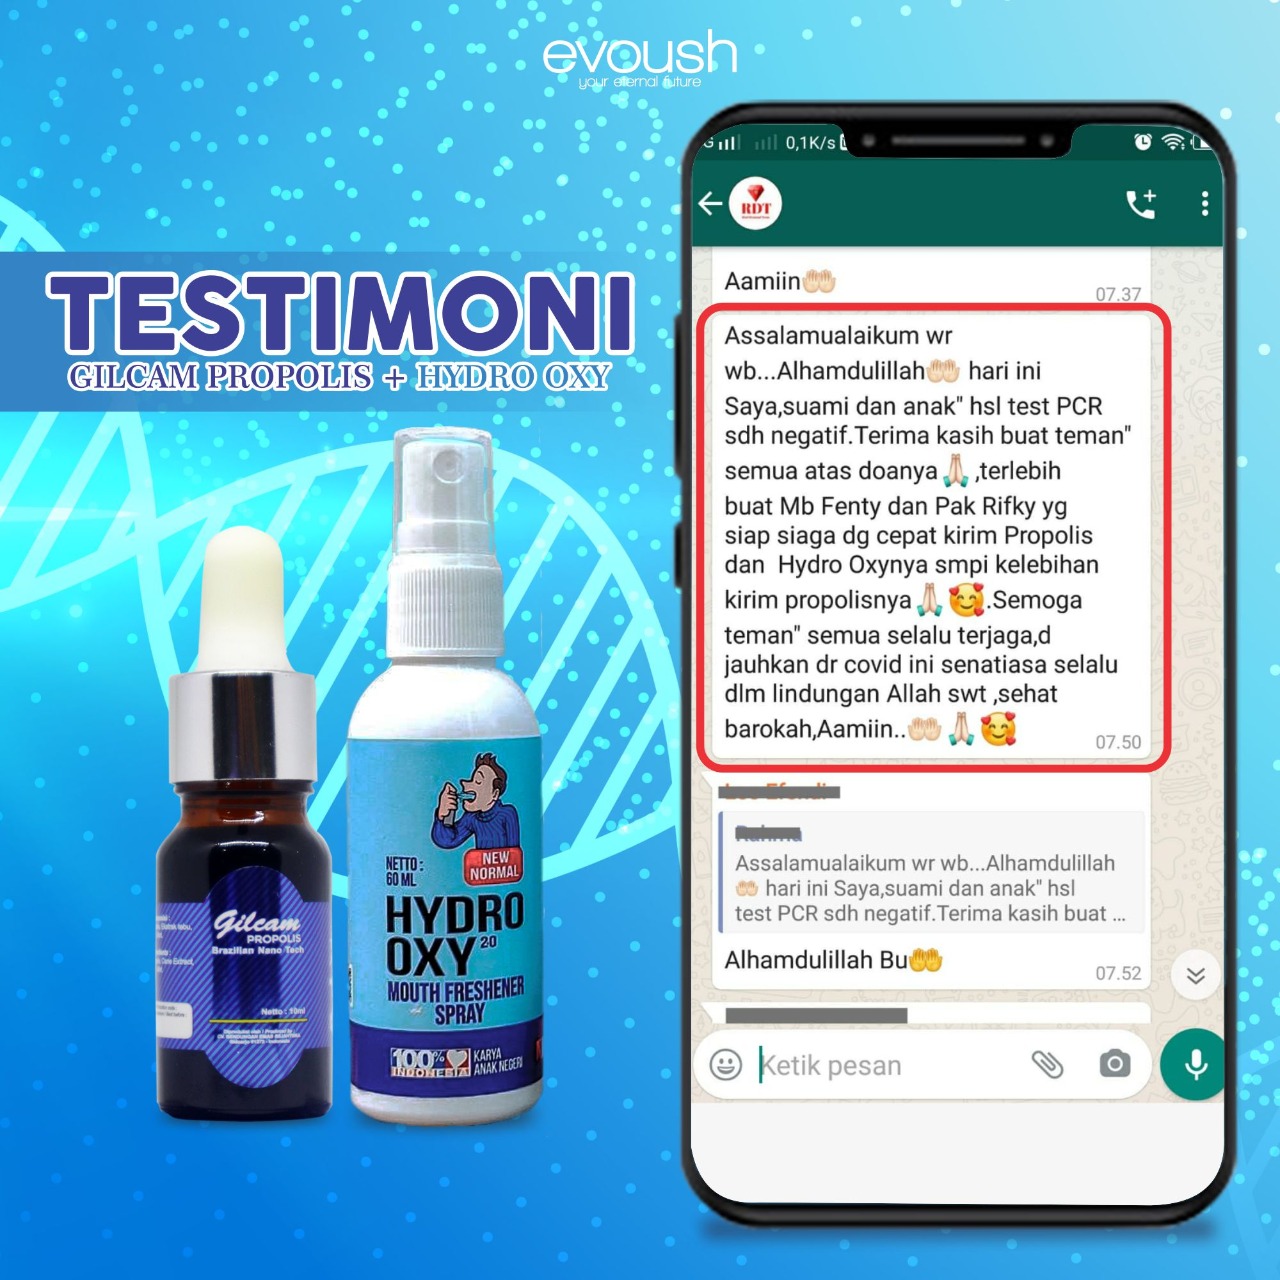 evoush
your eternal future
TESTIMONI
GILCAM PROPOLIS + HYDRO OXY
0,1K/s
RDT
Aamiin🤲🏻
07.37
Assalamualaikum wr
wb...Alhamdulillah🤲🏻 hari ini
Saya,suami dan anak" hsl test PCR
sdh negatif.Terima kasih buat teman"
semua atas doanya🙏🏻,terlebih
buat Mb Fenty dan Pak Rifky yg
siap siaga dg cepat kirim Propolis
dan Hydro Oxynya smpi kelebihan
kirim propolisnya🙏🏻🥰.Semoga
teman" semua selalu terjaga,d
jauhkan dr covid ini senatiasa selalu
dlm lindungan Allah swt ,sehat
barokah,Aamiin..🤲🏻🙏🏻🥰
07.50
Assalamualaikum wr wb...Alhamdulillah
🤲🏻 hari ini Saya,suami dan anak" hsl
test PCR sdh negatif.Terima kasih buat ...
Alhamdulillah Bu🤲
07.52
Ketik pesan
Gilcam
PROPOLIS
Brazilian Nano Tech
Netto : 10ml
NEW
NORMAL
NETTO :
60 ML
HYDRO
OXY 20
MOUTH FRESHENER
SPRAY
100%
INDONESIA
KARYA
ANAK NEGERI